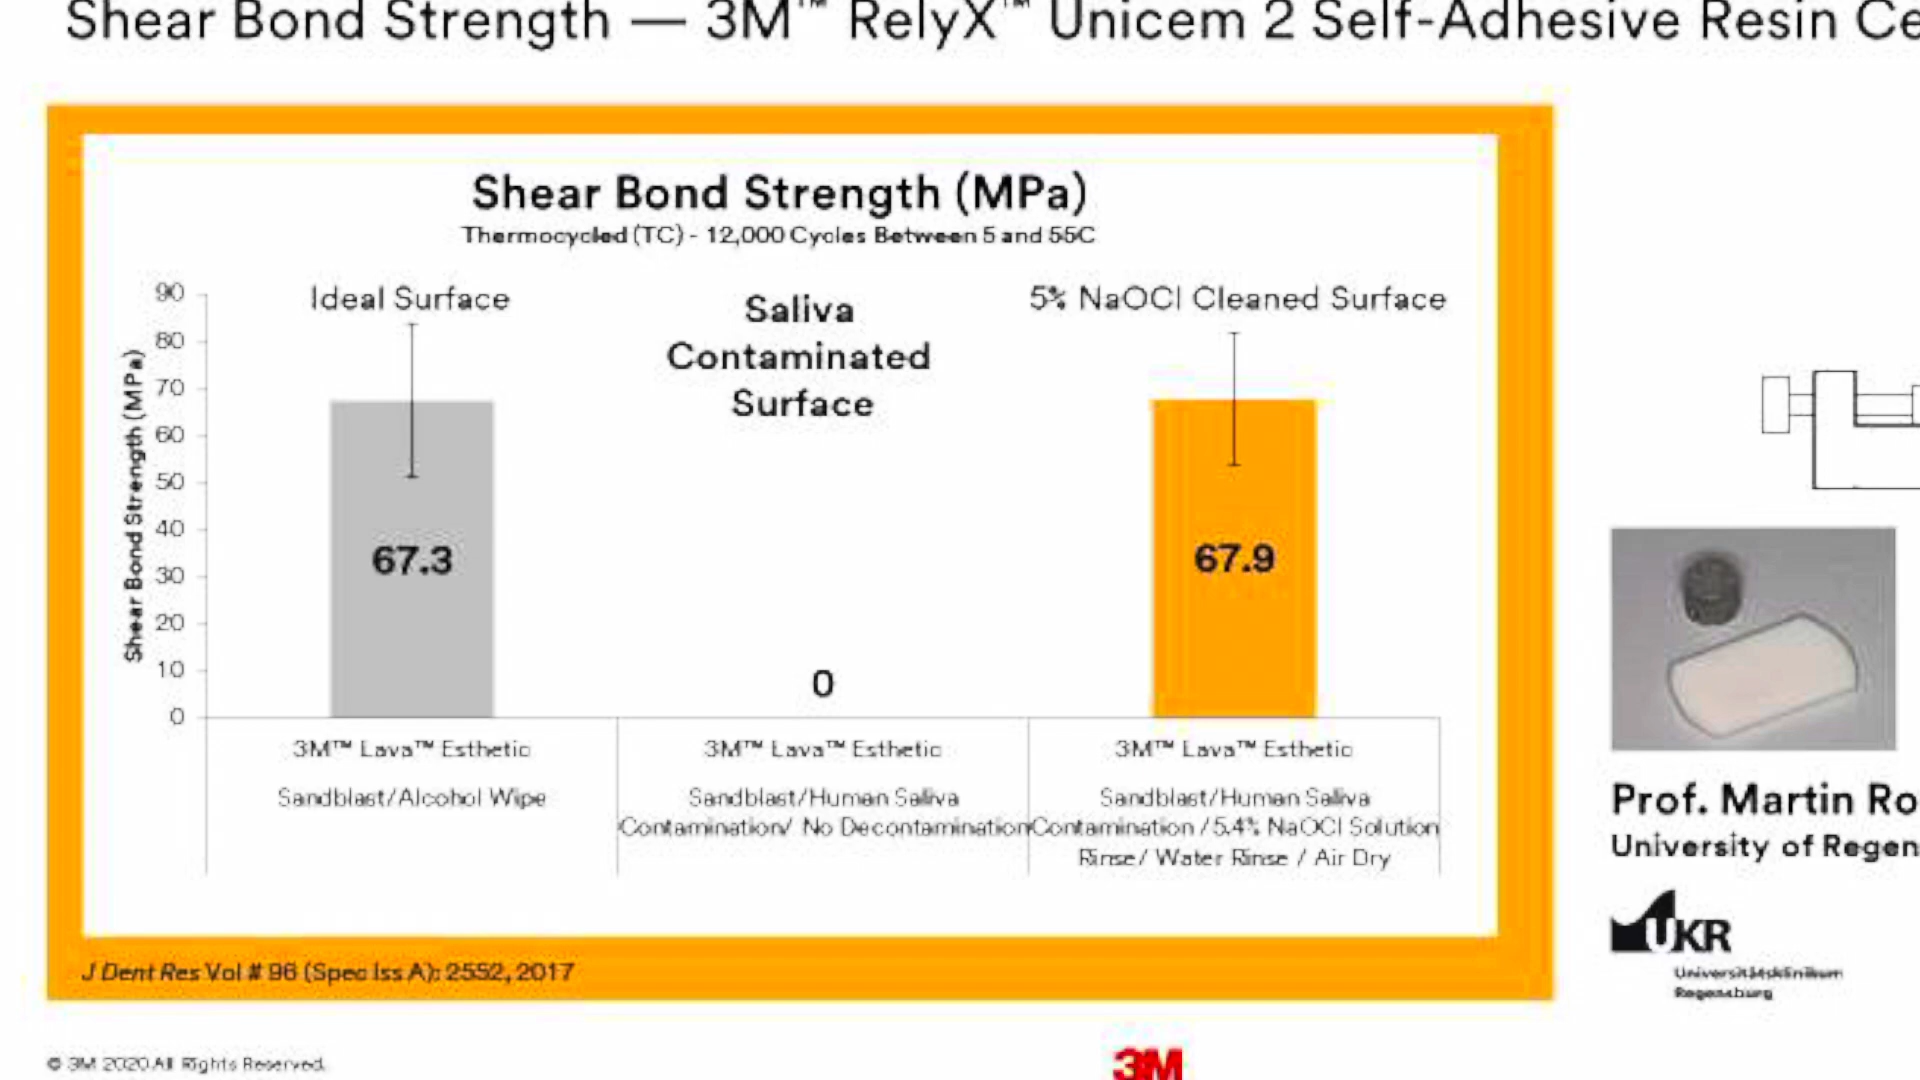 Shear Bond Strength — 3M™ RelyX™ Unicem 2 Self-Adhesive Resin Ce
Shear Bond Strength (MPa)
Thermocycled (TC) - 12,000 Cycles Between 5 and 55C
Ideal Surface
Saliva
Contaminated
Surface
5% NaOCl Cleaned Surface
Shear Bond Strength (MPa)
90
80
70
60
50
40
30
20
10
0
67.3
0
67.9
3M™ Lava™ Esthetic
Sandblast/Alcohol Wipe
3M™ Lava™ Esthetic
Sandblast/Human Saliva
Contamination/ No Decontamination
3M™ Lava™ Esthetic
Sandblast/Human Saliva
Contamination / 5.4% NaOCl Solution
Rinse/ Water Rinse / Air Dry
J Dent Res Vol # 96 (Spec Iss A): 2552, 2017
Prof. Martin Ro
University of Regen
UKR
Universitätsklinikum
Regensburg
© 3M 2020 All Rights Reserved.
3M